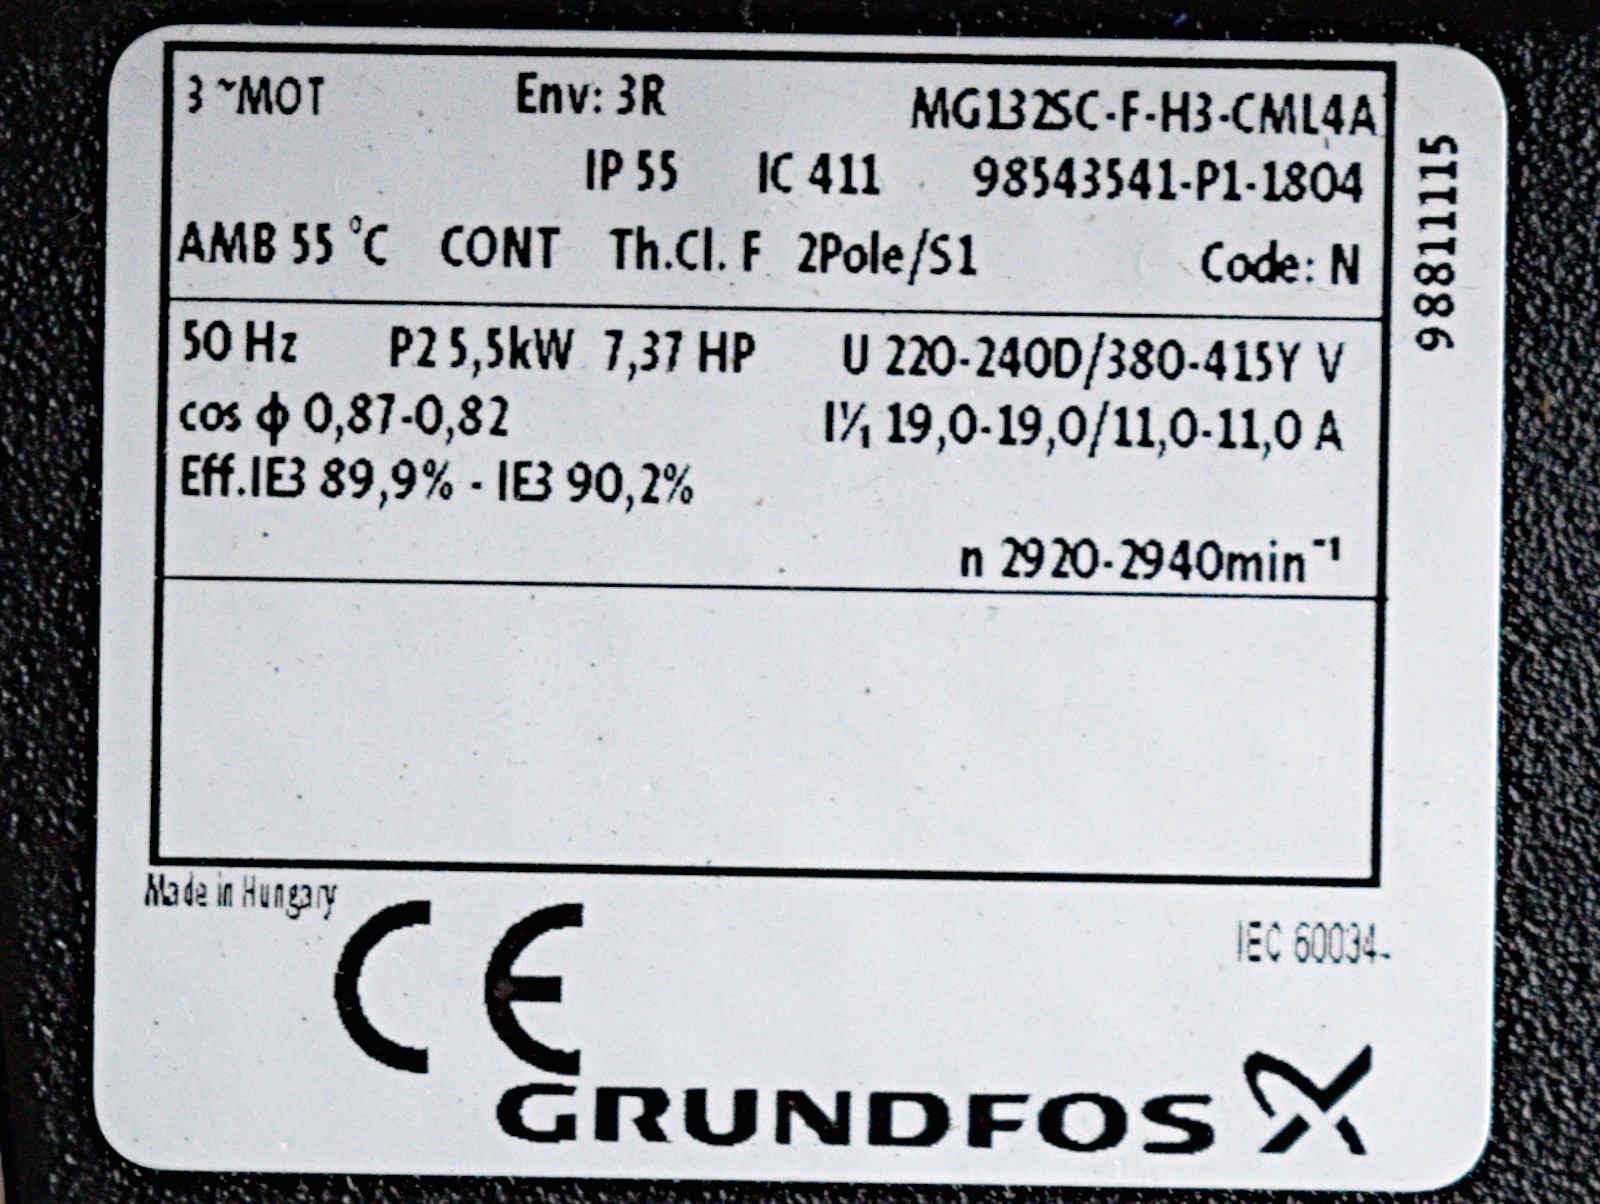 3 ~MOT Env: 3R MG132SC-F-H3-CML4A
IP 55 IC 411 98543541-P1-1804
AMB 55 °C CONT Th.Cl. F 2Pole/S1 Code: N
50 Hz P2 5,5kW 7,37 HP U 220-240D/380-415Y V
cos ϕ 0,87-0,82 I1/1 19,0-19,0/11,0-11,0 A
Eff.IE3 89,9% - IE3 90,2%
n 2920-2940min⁻¹
98811115
Made in Hungary
IEC 60034-
CE
GRUNDFOS